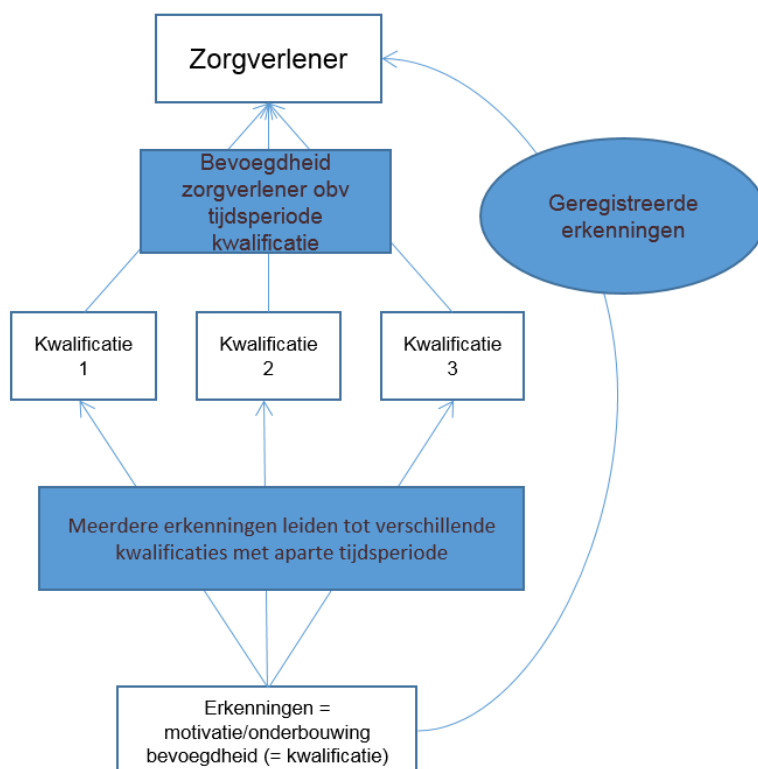 Zorgverlener
Bevoegdheid
zorgverlener obv
tijdsperiode
kwalificatie
Geregistreerde
erkenningen
Kwalificatie
1
Kwalificatie
2
Kwalificatie
3
Meerdere erkenningen leiden tot verschillende
kwalificaties met aparte tijdsperiode
Erkenningen =
motivatie/onderbouwing
bevoegdheid (= kwalificatie)